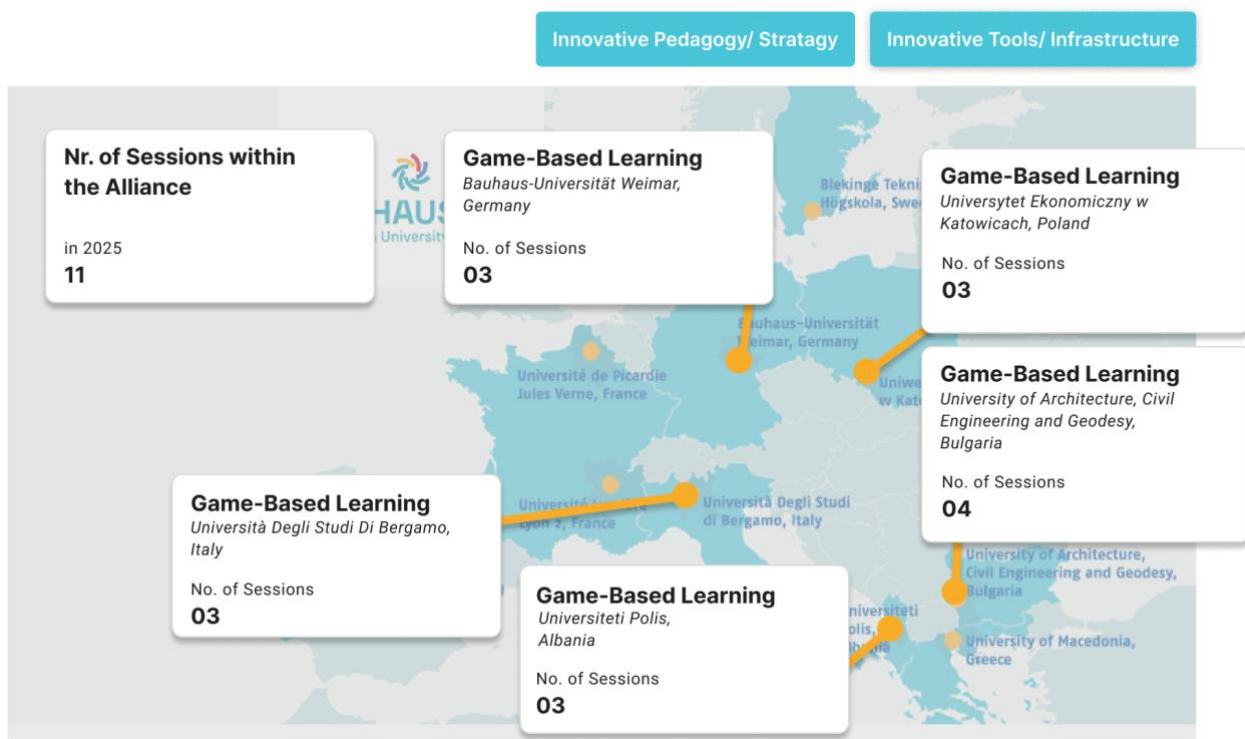 Innovative Pedagogy/ Stratagy
Innovative Tools/ Infrastructure
Nr. of Sessions within
the Alliance
in 2025
11
University
Game-Based Learning
Bauhaus-Universität Weimar,
Germany
No. of Sessions
03
Blekinge
Högskola,
Game-Based Learning
Universytet Ekonomiczny w
Katowicach, Poland
No. of Sessions
03
Bauhaus-Universität
Weimar, Germany
Université de Picardie
Jules Verne, France
w
Game-Based Learning
University of Architecture, Civil
Engineering and Geodesy,
Bulgaria
No. of Sessions
04
Game-Based Learning
Università Degli Studi Di Bergamo,
Italy
No. of Sessions
03
Université
Lyon 2, France
Università Degli Studi
di Bergamo, Italy
University of Architecture,
Civil Engineering and Geodesy,
Bulgaria
Game-Based Learning
Universiteti Polis,
Albania
No. of Sessions
03
University of Macedonia,
Greece